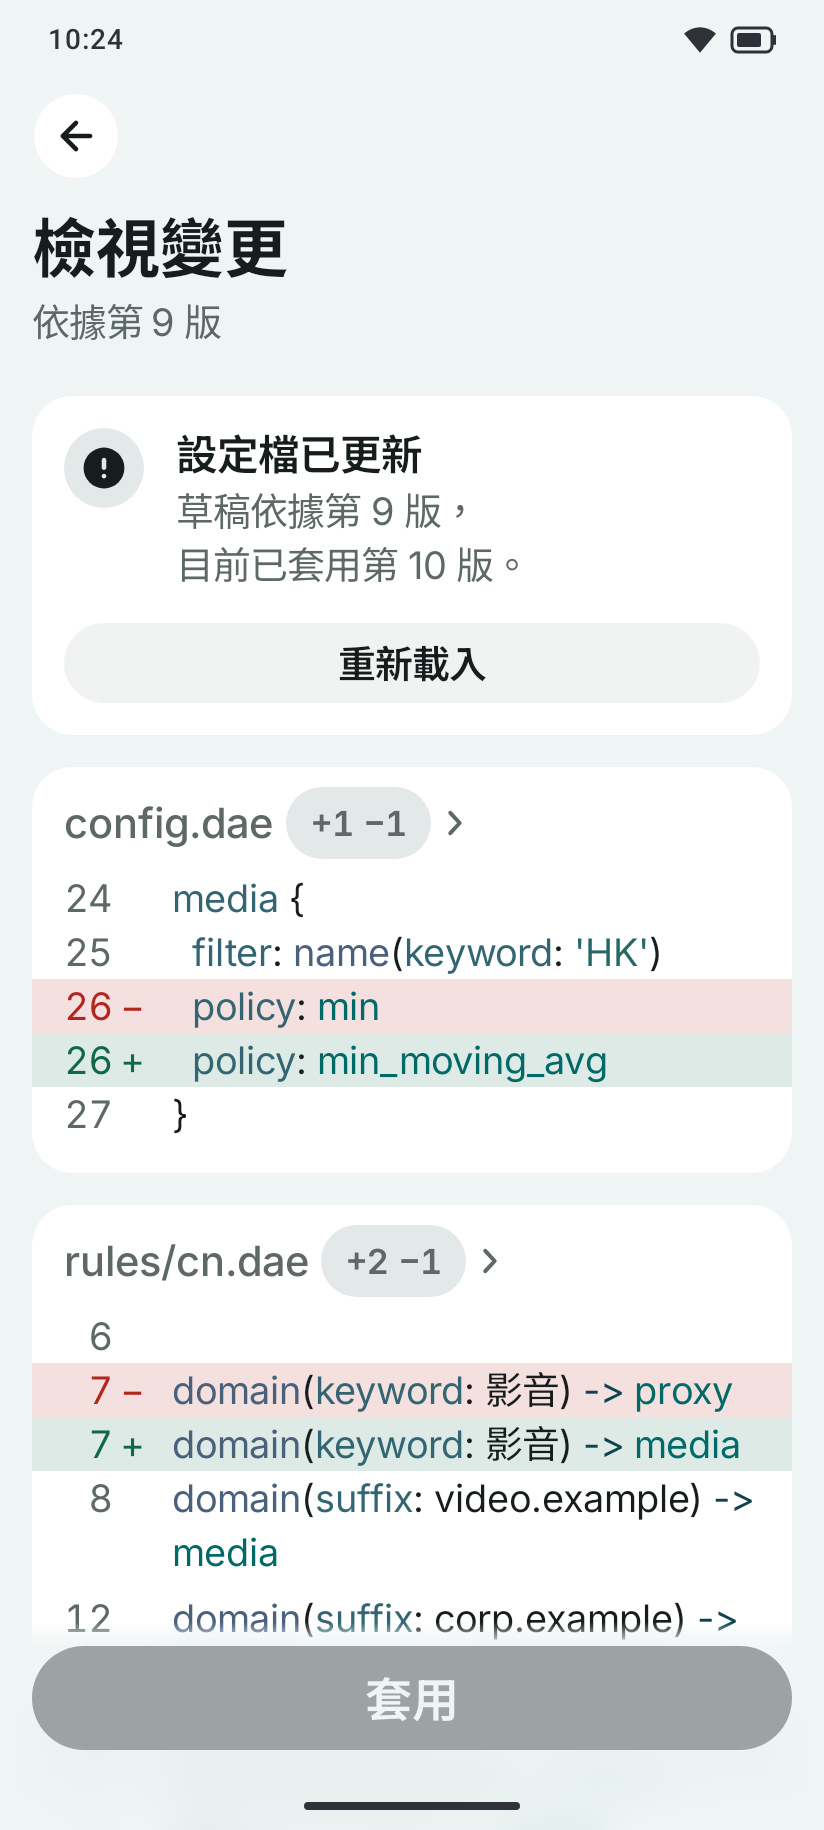 10:24
檢視變更
依據第 9 版
設定檔已更新
草稿依據第 9 版，
目前已套用第 10 版。
重新載入
config.dae +1 −1
24 media {
25 filter: name(keyword: 'HK')
26 − policy: min
26 + policy: min_moving_avg
27 }
rules/cn.dae +2 −1
6
7 − domain(keyword: 影音) -> proxy
7 + domain(keyword: 影音) -> media
8 domain(suffix: video.example) ->
media
12 domain(suffix: corp.example) ->
套用